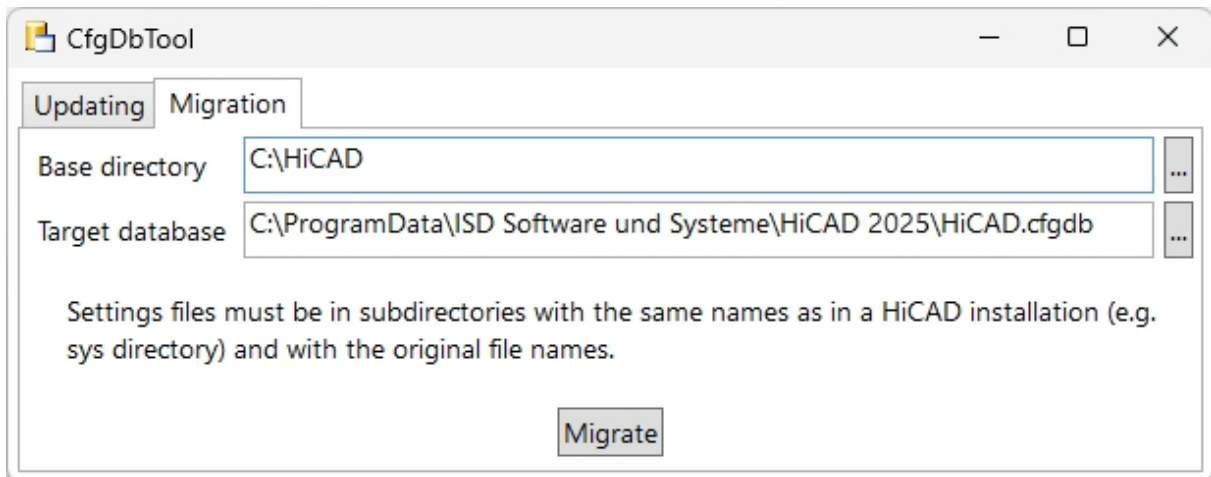 CfgDbTool
Updating Migration
Base directory C:\HiCAD ...
Target database C:\ProgramData\ISD Software und Systeme\HiCAD 2025\HiCAD.cfgdb ...
Settings files must be in subdirectories with the same names as in a HiCAD installation (e.g.
sys directory) and with the original file names.
Migrate